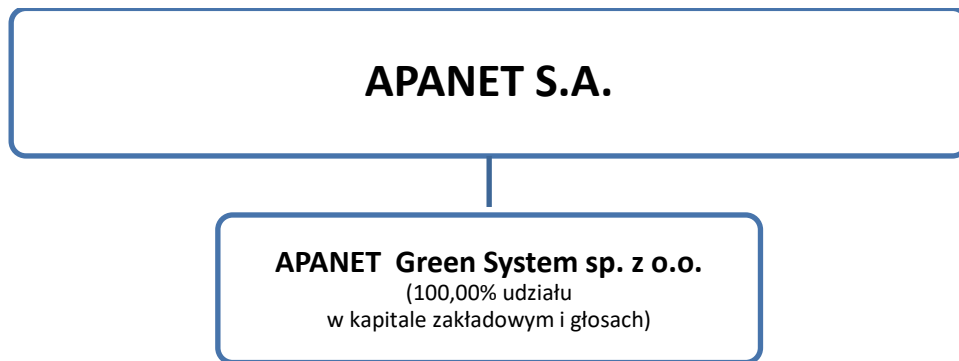 APANET S.A.
APANET Green System sp. z o.o.
(100,00% udziału
w kapitale zakładowym i głosach)